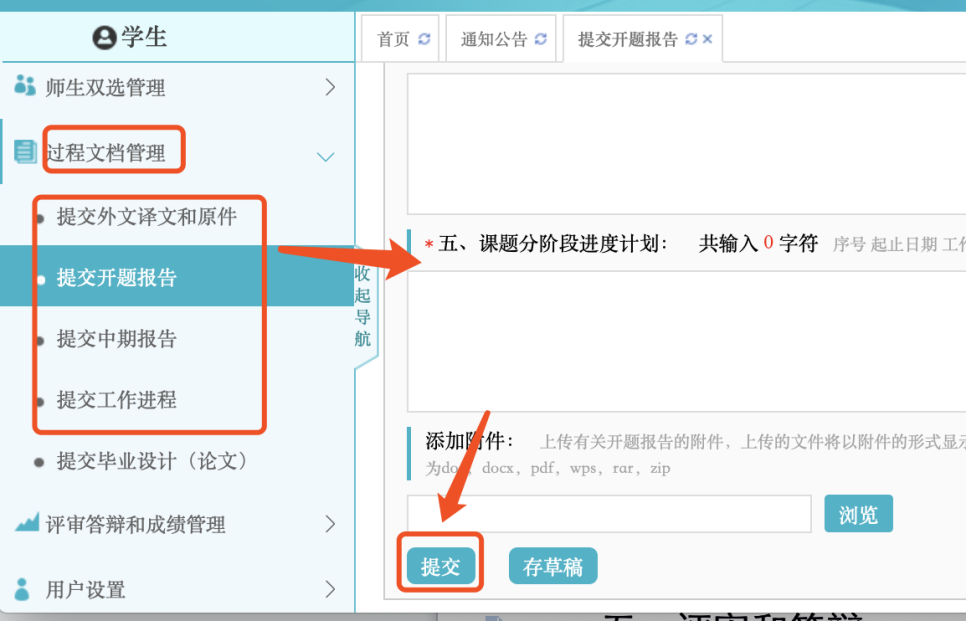 学生
师生双选管理
过程文档管理
提交外文译文和原件
提交开题报告
提交中期报告
提交工作进程
提交毕业设计（论文）
评审答辩和成绩管理
用户设置
收起导航
首页 通知公告 提交开题报告
*五、课题分阶段进度计划： 共输入 0 字符 序号 起止日期
添加附件： 上传有关开题报告的附件，上传的文件将以附件的形式显示
docx，pdf，wps，rar，zip
浏览
提交 存草稿